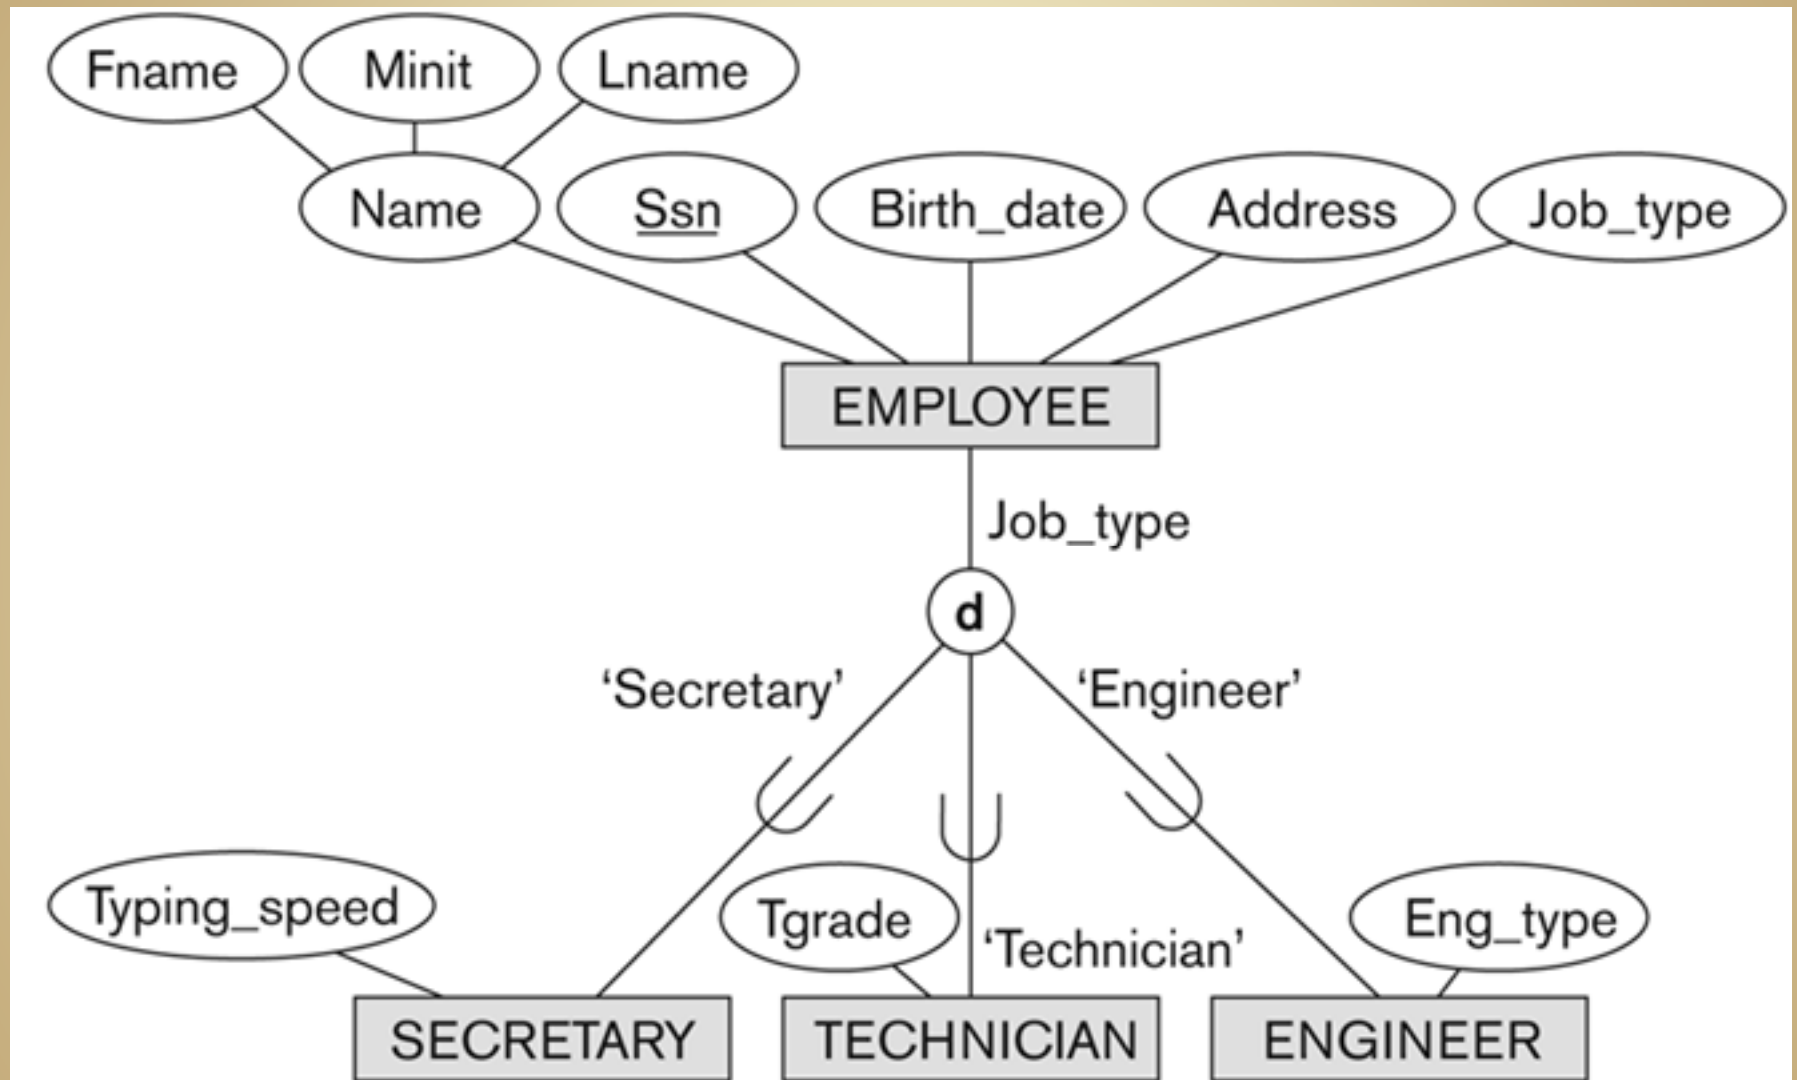 Fname Minit Lname
Name Ssn Birth_date Address Job_type
EMPLOYEE
Job_type
d
‘Secretary’ ‘Engineer’
Typing_speed Tgrade Eng_type
‘Technician’
SECRETARY TECHNICIAN ENGINEER